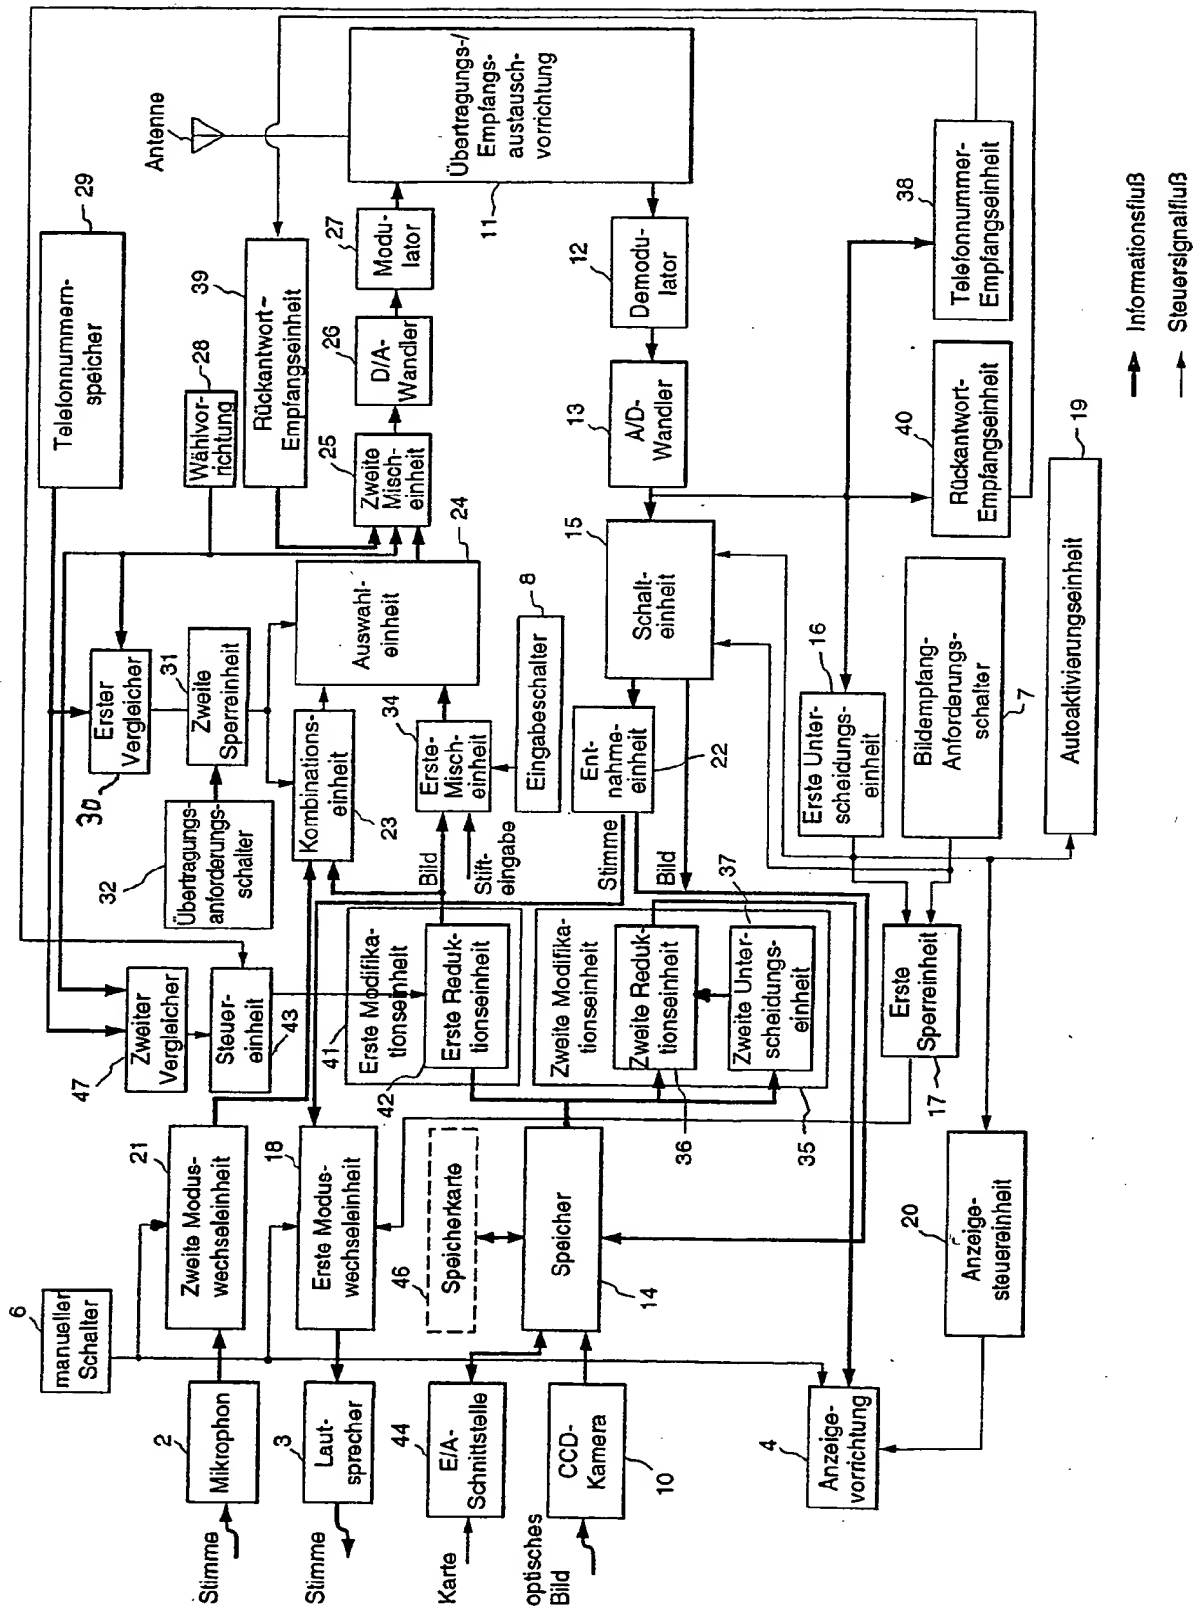 6
manueller
Schalter
Stimme
2
Mikrophon
21
Zweite Modus-
wechseleinheit
47
Zweiter
Vergleicher
Steuer-
einheit
43
32
Übertragungs-
anforderungs-
schalter
30
Erster
Vergleicher
31
Zweite
Sperreinheit
Telefonnummern-
speicher
29
Wählvor-
richtung
28
Rückantwort-
Empfangseinheit
39
Antenne
Stimme
3
Laut-
sprecher
18
Erste Modus-
wechseleinheit
41
Erste Modifika-
tionseinheit
42
Erste Reduk-
tionseinheit
Kombinations-
einheit
23
Bild
Stift-
eingabe
34
Erste-
Misch-
einheit
Auswahl-
einheit
24
Eingabeschalter
8
25
Zweite
Misch-
einheit
26
D/A-
Wandler
27
Modu-
lator
Übertragungs-/
Empfangs-
austausch-
vorrichtung
11
Karte
44
E/A-
Schnittstelle
46
Speicherkarte
optisches
Bild
CCD-
Kamera
10
Speicher
14
Zweite Modifika-
tionseinheit
Zweite Reduk-
tionseinheit
36
Zweite Unter-
scheidungs-
einheit
37
35
Stimme
Bild
Ent-
nahme-
einheit
22
15
Schalt-
einheit
13
A/D-
Wandler
12
Demodu-
lator
4
Anzeige-
vorrichtung
20
Anzeige-
steuereinheit
Erste
Sperreinheit
17
16
Erste Unter-
scheidungs-
einheit
Bildempfang-
Anforderungs-
schalter
7
40
Rückantwort-
Empfangseinheit
38
Telefonnummer-
Empfangseinheit
Autoaktivierungseinheit
19
Informationsfluß
Steuersignalfluß